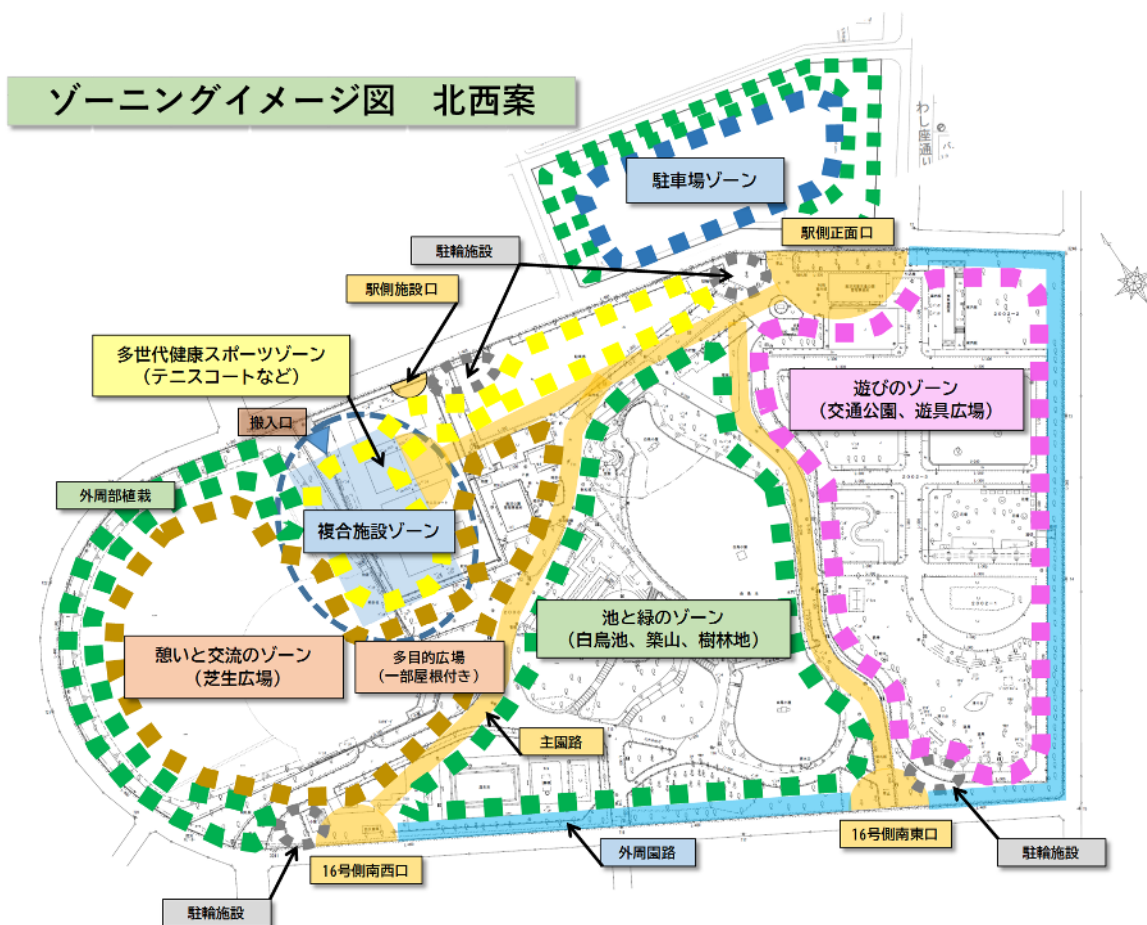 ゾーニングイメージ図　北西案
わし座通り
駐車場ゾーン
駅側正面口
駐輪施設
駅側施設口
多世代健康スポーツゾーン
（テニスコートなど）
遊びのゾーン
（交通公園、遊具広場）
搬入口
外周部植栽
複合施設ゾーン
池と緑のゾーン
（白鳥池、築山、樹林地）
憩いと交流のゾーン
（芝生広場）
多目的広場
（一部屋根付き）
主園路
16号側南東口
外周園路
駐輪施設
16号側南西口
駐輪施設